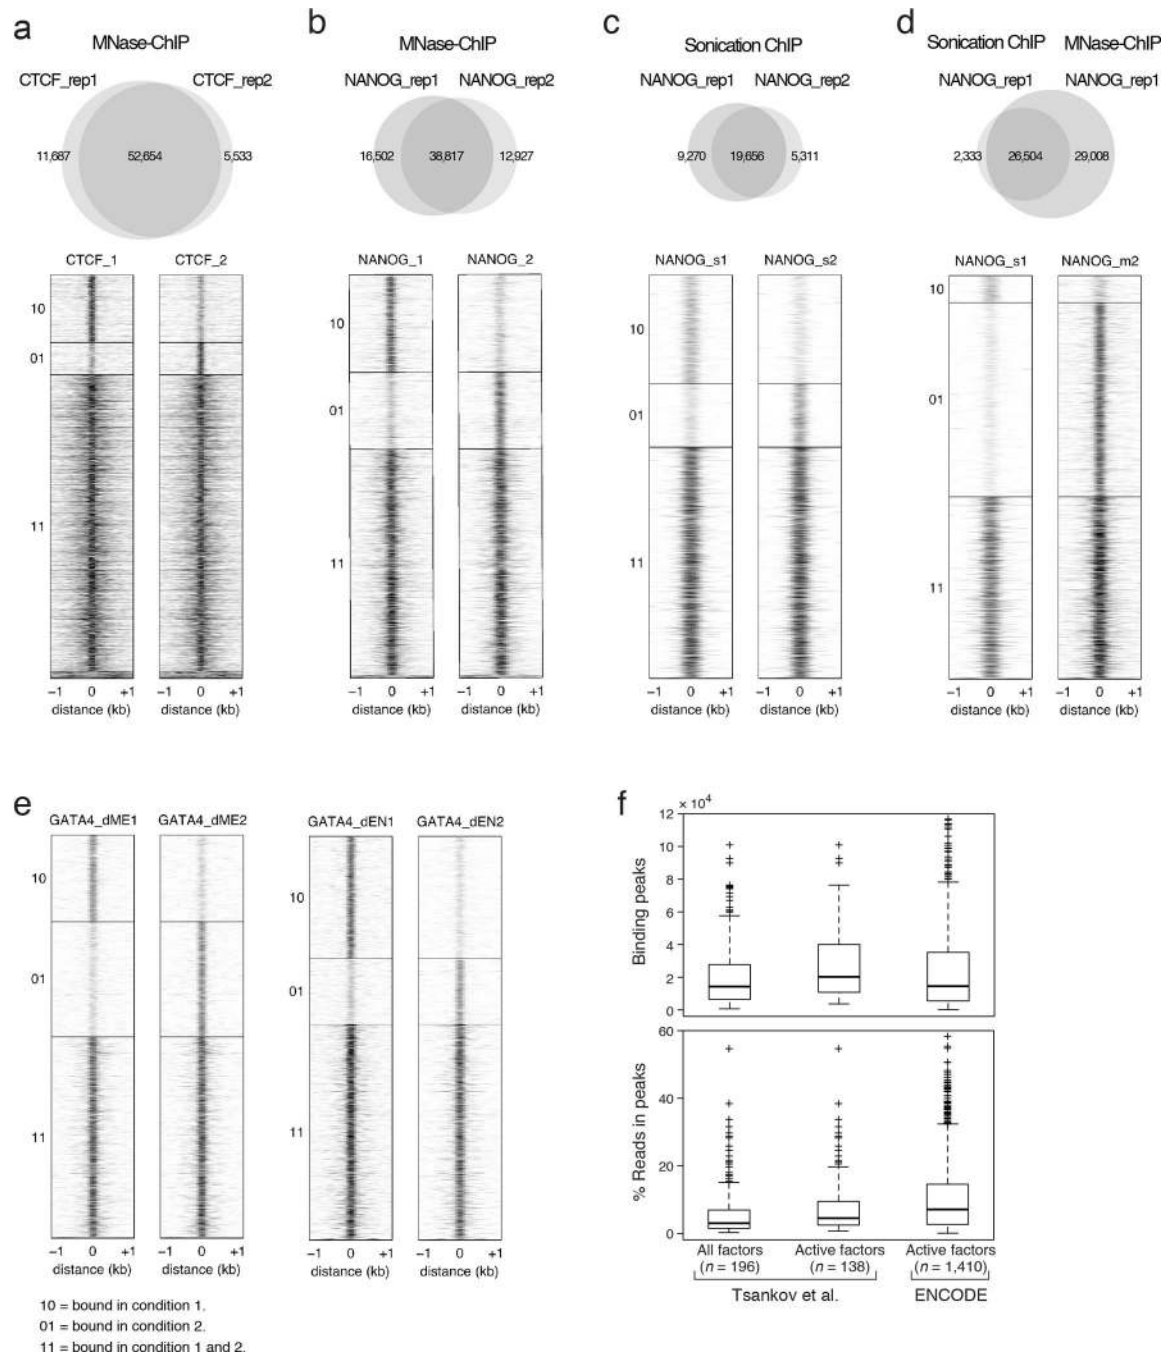 a
MNase-ChIP
CTCF_rep1
CTCF_rep2
11,687
52,654
5,533
CTCF_1
CTCF_2
10
01
11
−1 0 +1
−1 0 +1
distance (kb)
distance (kb)
b
MNase-ChIP
NANOG_rep1
NANOG_rep2
16,502
38,817
12,927
NANOG_1
NANOG_2
10
01
11
−1 0 +1
−1 0 +1
distance (kb)
distance (kb)
c
Sonication ChIP
NANOG_rep1
NANOG_rep2
9,270
19,656
5,311
NANOG_s1
NANOG_s2
10
01
11
−1 0 +1
−1 0 +1
distance (kb)
distance (kb)
d
Sonication ChIP
MNase-ChIP
NANOG_rep1
NANOG_rep1
2,333
26,504
29,008
NANOG_s1
NANOG_m2
10
01
11
−1 0 +1
−1 0 +1
distance (kb)
distance (kb)
e
GATA4_dME1
GATA4_dME2
10
01
11
−1 0 +1
−1 0 +1
distance (kb)
distance (kb)
GATA4_dEN1
GATA4_dEN2
10
01
11
−1 0 +1
−1 0 +1
distance (kb)
distance (kb)
10 = bound in condition 1.
01 = bound in condition 2.
11 = bound in condition 1 and 2.
f
× 10⁴
12
10
8
6
4
2
0
Binding peaks
60
40
20
0
% Reads in peaks
All factors
(n = 196)
Active factors
(n = 138)
Active factors
(n = 1,410)
Tsankov et al.
ENCODE